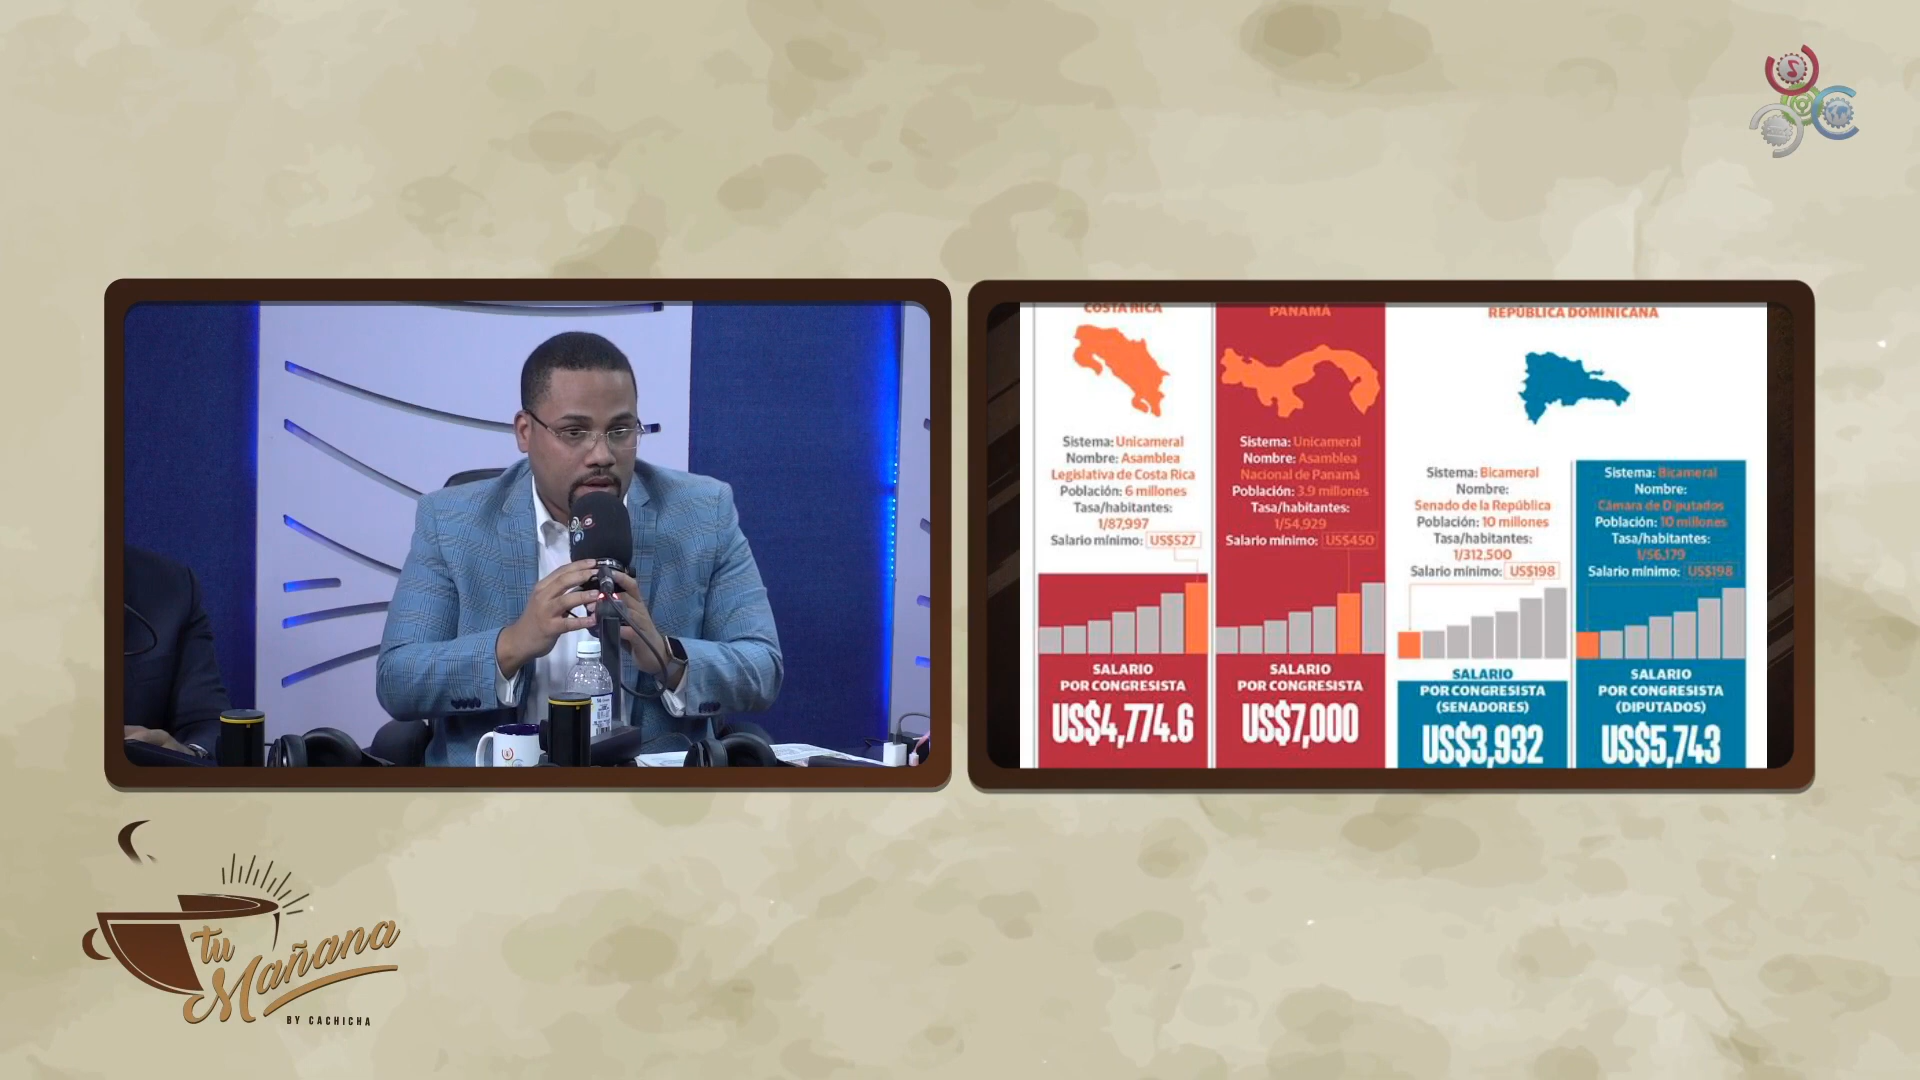 COSTA RICA
Sistema: Unicameral
Nombre: Asamblea
Legislativa de Costa Rica
Población: 6 millones
Tasa/habitantes:
1/87,997
Salario mínimo: US$527
SALARIO
POR CONGRESISTA
US$4,774.6
PANAMÁ
Sistema: Unicameral
Nombre: Asamblea
Nacional de Panamá
Población: 3.9 millones
Tasa/habitantes:
1/54,929
Salario mínimo: US$450
SALARIO
POR CONGRESISTA
US$7,000
REPÚBLICA DOMINICANA
Sistema: Bicameral
Nombre:
Senado de la República
Población: 10 millones
Tasa/habitantes:
1/312,500
Salario mínimo: US$198
SALARIO
POR CONGRESISTA
(SENADORES)
US$3,932
Sistema: Bicameral
Nombre:
Cámara de Diputados
Población: 10 millones
Tasa/habitantes:
1/56,179
Salario mínimo: US$198
SALARIO
POR CONGRESISTA
(DIPUTADOS)
US$5,743
tu
Mañana
BY CACHICHA